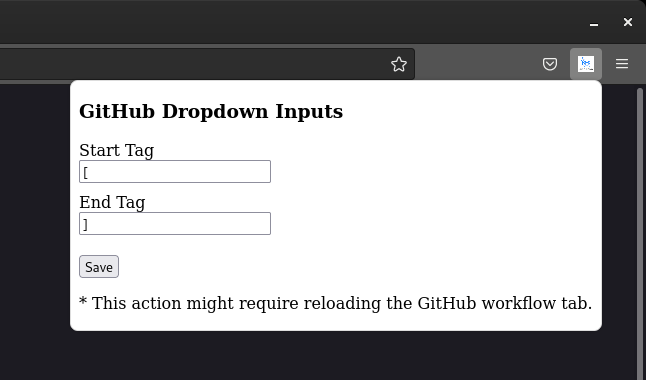 GitHub Dropdown Inputs
Start Tag
[
End Tag
]
Save
* This action might require reloading the GitHub workflow tab.